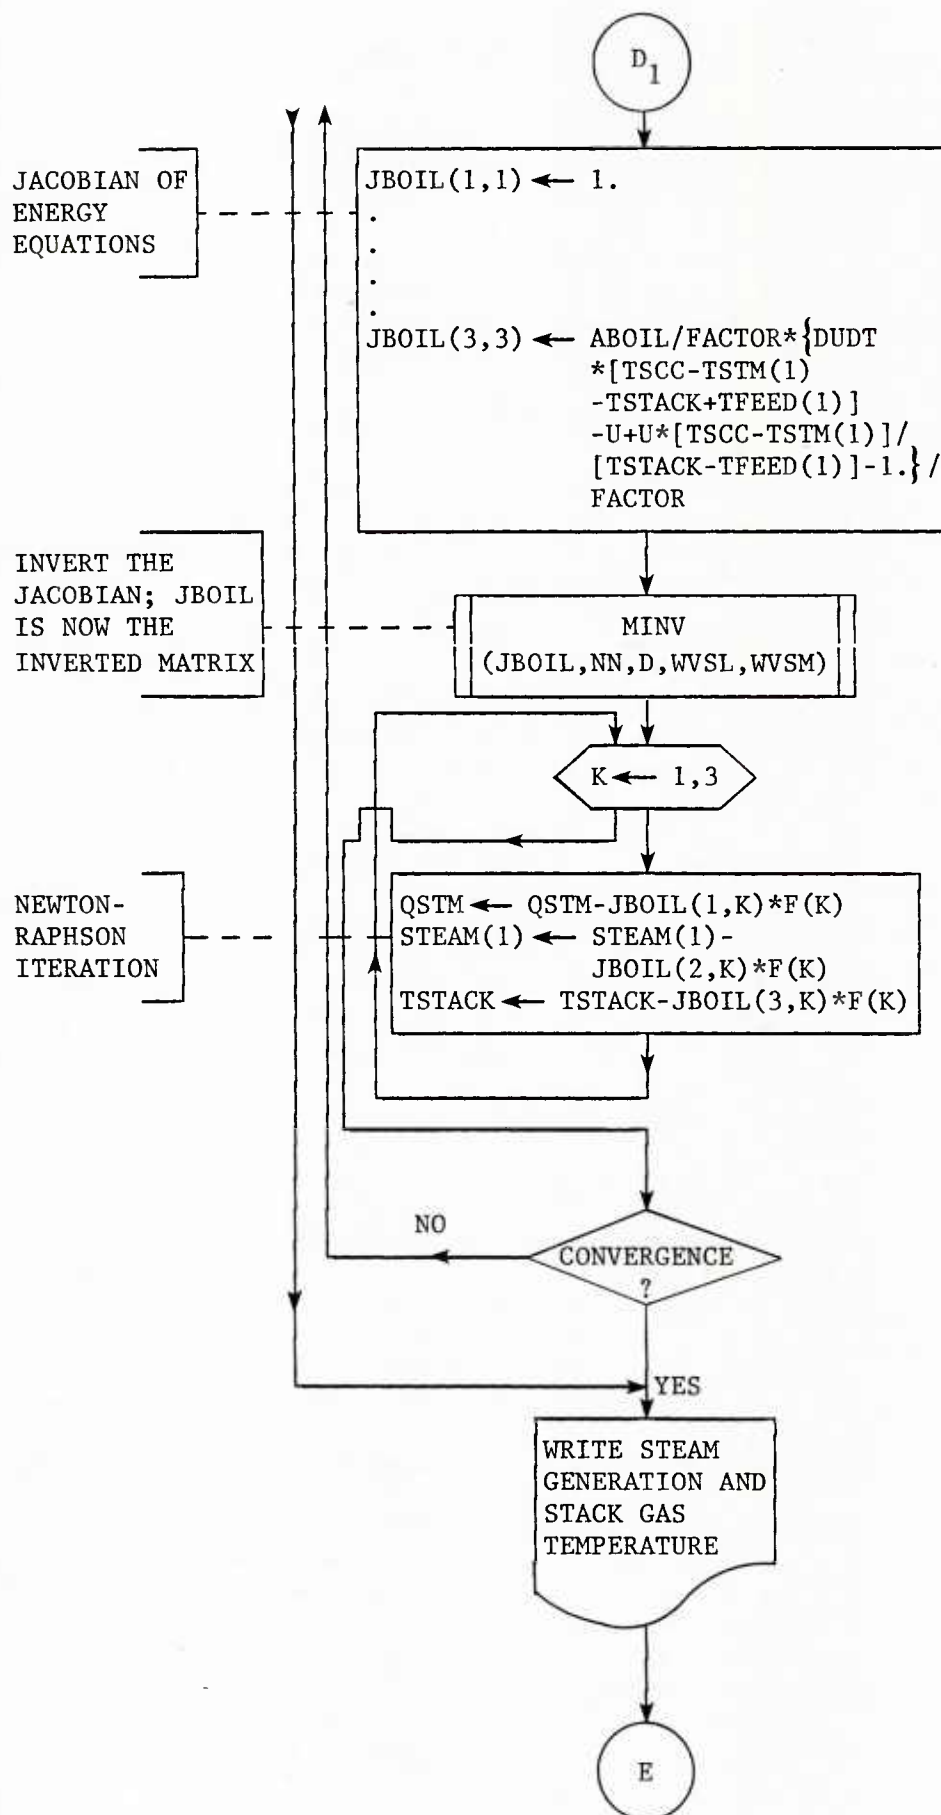 D1
JACOBIAN OF
ENERGY
EQUATIONS
JBOIL(1,1) ← 1.
.
.
.
.
JBOIL(3,3) ← ABOIL/FACTOR*{DUDT
*[TSCC-TSTM(1)
-TSTACK+TFEED(1)]
-U+U*[TSCC-TSTM(1)]/
[TSTACK-TFEED(1)]-1.}/
FACTOR
INVERT THE
JACOBIAN; JBOIL
IS NOW THE
INVERTED MATRIX
MINV
(JBOIL,NN,D,WVSL,WVSM)
K ← 1,3
NEWTON-
RAPHSON
ITERATION
QSTM ← QSTM-JBOIL(1,K)*F(K)
STEAM(1) ← STEAM(1)-
JBOIL(2,K)*F(K)
TSTACK ← TSTACK-JBOIL(3,K)*F(K)
NO
CONVERGENCE
?
YES
WRITE STEAM
GENERATION AND
STACK GAS
TEMPERATURE
E